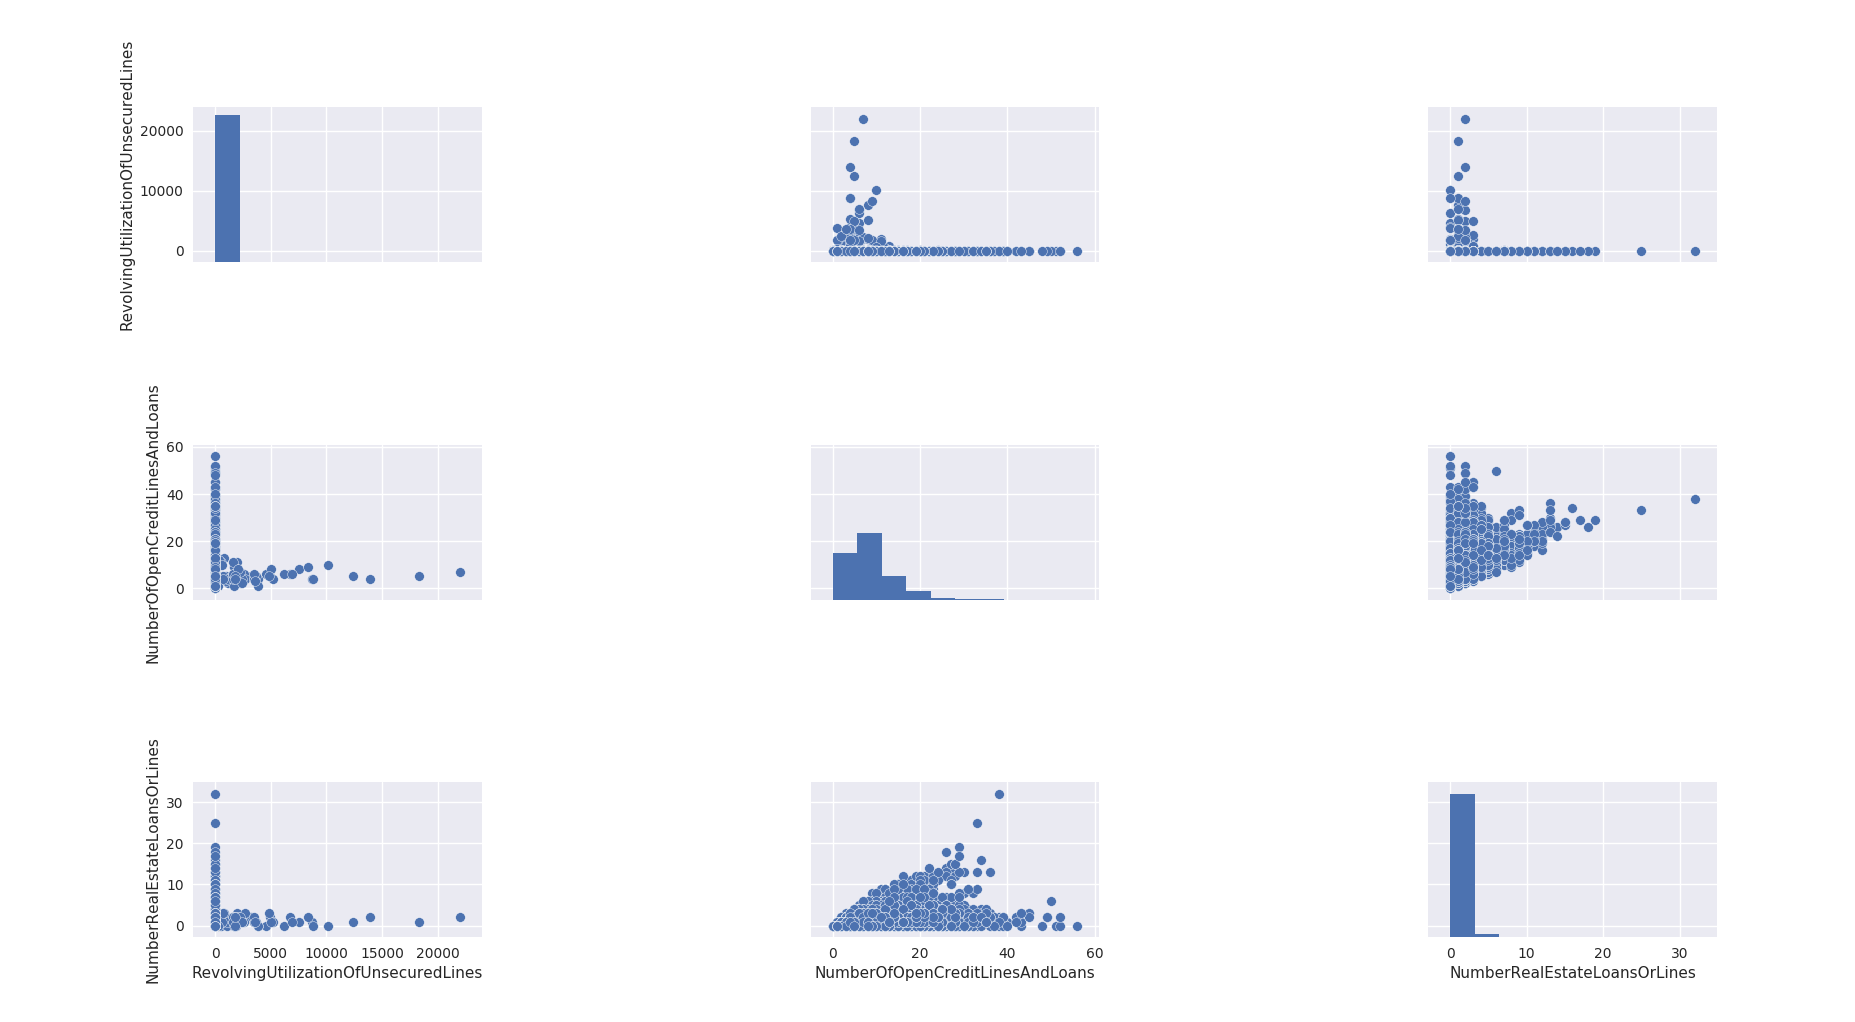 RevolvingUtilizationOfUnsecuredLines
20000
10000
0
NumberOfOpenCreditLinesAndLoans
60
40
20
0
NumberRealEstateLoansOrLines
30
20
10
0
0 5000 10000 15000 20000
RevolvingUtilizationOfUnsecuredLines
0 20 40 60
NumberOfOpenCreditLinesAndLoans
0 10 20 30
NumberRealEstateLoansOrLines